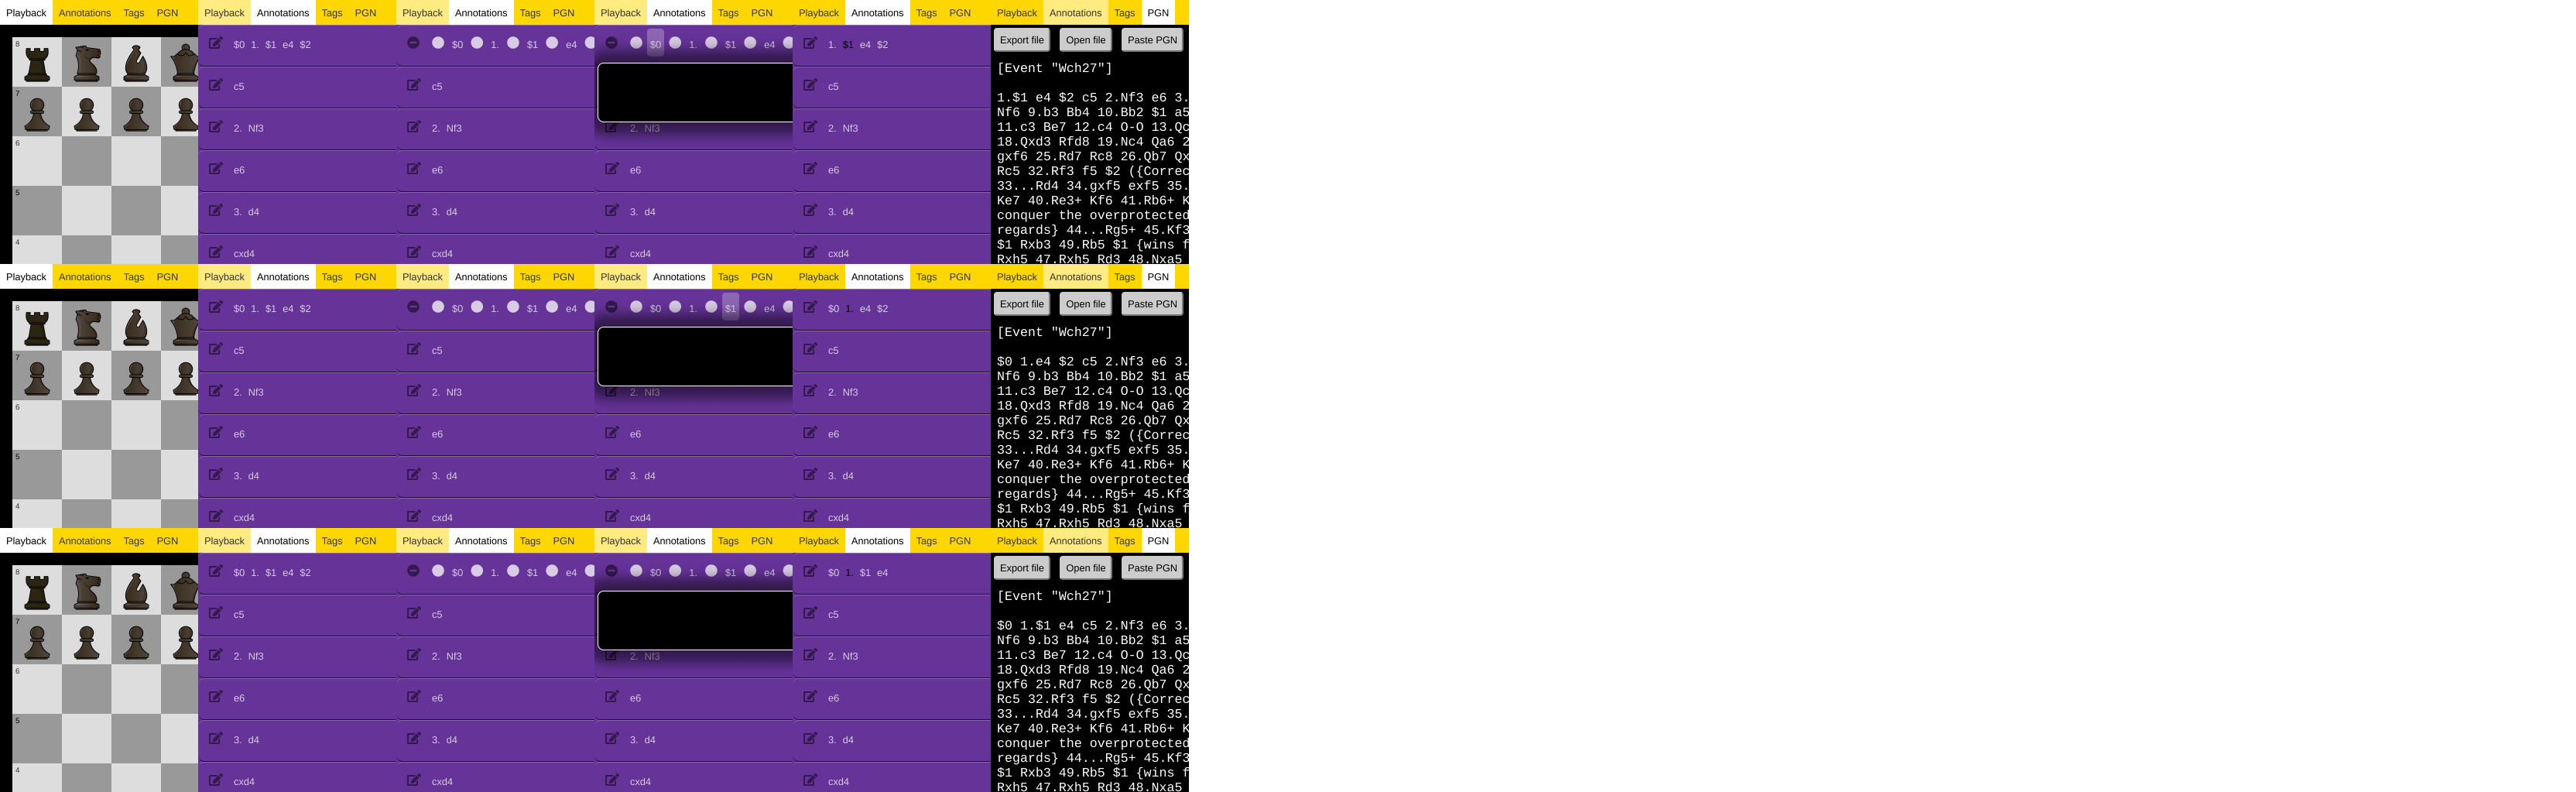 Playback Annotations Tags PGN
8
7
6
5
4
Playback Annotations Tags PGN
$0 1. $1 e4 $2
c5
2. Nf3
e6
3. d4
cxd4
Playback Annotations Tags PGN
$0 1. $1 e4
c5
2. Nf3
e6
3. d4
cxd4
Playback Annotations Tags PGN
$0 1. $1 e4
2. Nf3
e6
3. d4
cxd4
Playback Annotations Tags PGN
1. $1 e4 $2
c5
2. Nf3
e6
3. d4
cxd4
Playback Annotations Tags PGN
Export file Open file Paste PGN
[Event "Wch27"]
1.$1 e4 $2 c5 2.Nf3 e6 3.
Nf6 9.b3 Bb4 10.Bb2 $1 a5
11.c3 Be7 12.c4 O-O 13.Qc
18.Qxd3 Rfd8 19.Nc4 Qa6 2
gxf6 25.Rd7 Rc8 26.Qb7 Qx
Rc5 32.Rf3 f5 $2 ({Correc
33...Rd4 34.gxf5 exf5 35.
Ke7 40.Re3+ Kf6 41.Rb6+ K
conquer the overprotected
regards} 44...Rg5+ 45.Kf3
$1 Rxb3 49.Rb5 $1 {wins f
Rxh5 47.Rxh5 Rd3 48.Nxa5
Playback Annotations Tags PGN
8
7
6
5
4
Playback Annotations Tags PGN
$0 1. $1 e4 $2
c5
2. Nf3
e6
3. d4
cxd4
Playback Annotations Tags PGN
$0 1. $1 e4
c5
2. Nf3
e6
3. d4
cxd4
Playback Annotations Tags PGN
$0 1. $1 e4
2. Nf3
e6
3. d4
cxd4
Playback Annotations Tags PGN
$0 1. e4 $2
c5
2. Nf3
e6
3. d4
cxd4
Playback Annotations Tags PGN
Export file Open file Paste PGN
[Event "Wch27"]
$0 1.e4 $2 c5 2.Nf3 e6 3.
Nf6 9.b3 Bb4 10.Bb2 $1 a5
11.c3 Be7 12.c4 O-O 13.Qc
18.Qxd3 Rfd8 19.Nc4 Qa6 2
gxf6 25.Rd7 Rc8 26.Qb7 Qx
Rc5 32.Rf3 f5 $2 ({Correc
33...Rd4 34.gxf5 exf5 35.
Ke7 40.Re3+ Kf6 41.Rb6+ K
conquer the overprotected
regards} 44...Rg5+ 45.Kf3
$1 Rxb3 49.Rb5 $1 {wins f
Rxh5 47.Rxh5 Rd3 48.Nxa5
Playback Annotations Tags PGN
8
7
6
5
4
Playback Annotations Tags PGN
$0 1. $1 e4 $2
c5
2. Nf3
e6
3. d4
cxd4
Playback Annotations Tags PGN
$0 1. $1 e4
c5
2. Nf3
e6
3. d4
cxd4
Playback Annotations Tags PGN
$0 1. $1 e4
2. Nf3
e6
3. d4
cxd4
Playback Annotations Tags PGN
$0 1. $1 e4
c5
2. Nf3
e6
3. d4
cxd4
Playback Annotations Tags PGN
Export file Open file Paste PGN
[Event "Wch27"]
$0 1.$1 e4 c5 2.Nf3 e6 3.
Nf6 9.b3 Bb4 10.Bb2 $1 a5
11.c3 Be7 12.c4 O-O 13.Qc
18.Qxd3 Rfd8 19.Nc4 Qa6 2
gxf6 25.Rd7 Rc8 26.Qb7 Qx
Rc5 32.Rf3 f5 $2 ({Correc
33...Rd4 34.gxf5 exf5 35.
Ke7 40.Re3+ Kf6 41.Rb6+ K
conquer the overprotected
regards} 44...Rg5+ 45.Kf3
$1 Rxb3 49.Rb5 $1 {wins f
Rxh5 47.Rxh5 Rd3 48.Nxa5